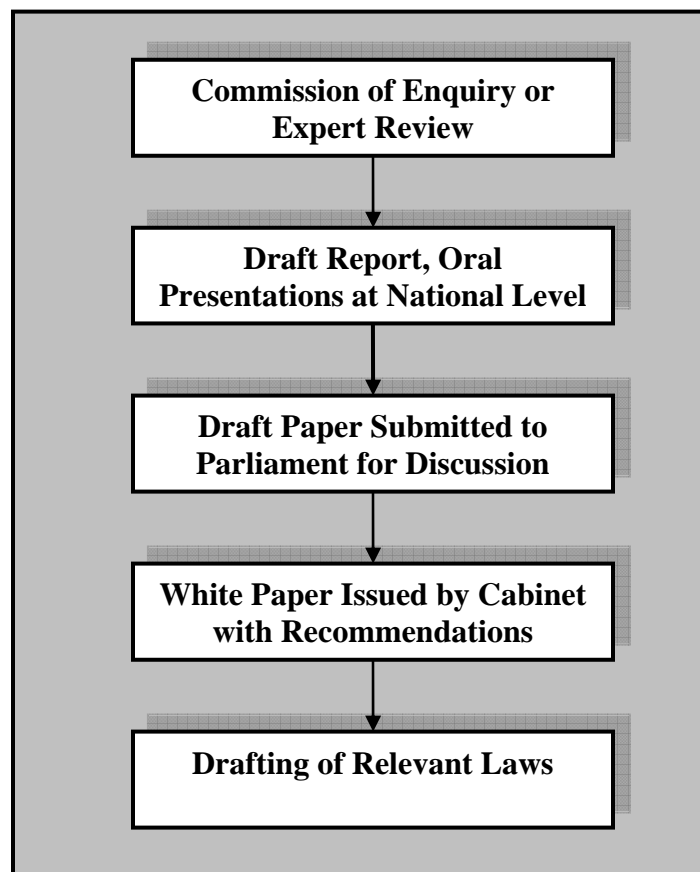 Commission of Enquiry or
Expert Review
Draft Report, Oral
Presentations at National Level
Draft Paper Submitted to
Parliament for Discussion
White Paper Issued by Cabinet
with Recommendations
Drafting of Relevant Laws